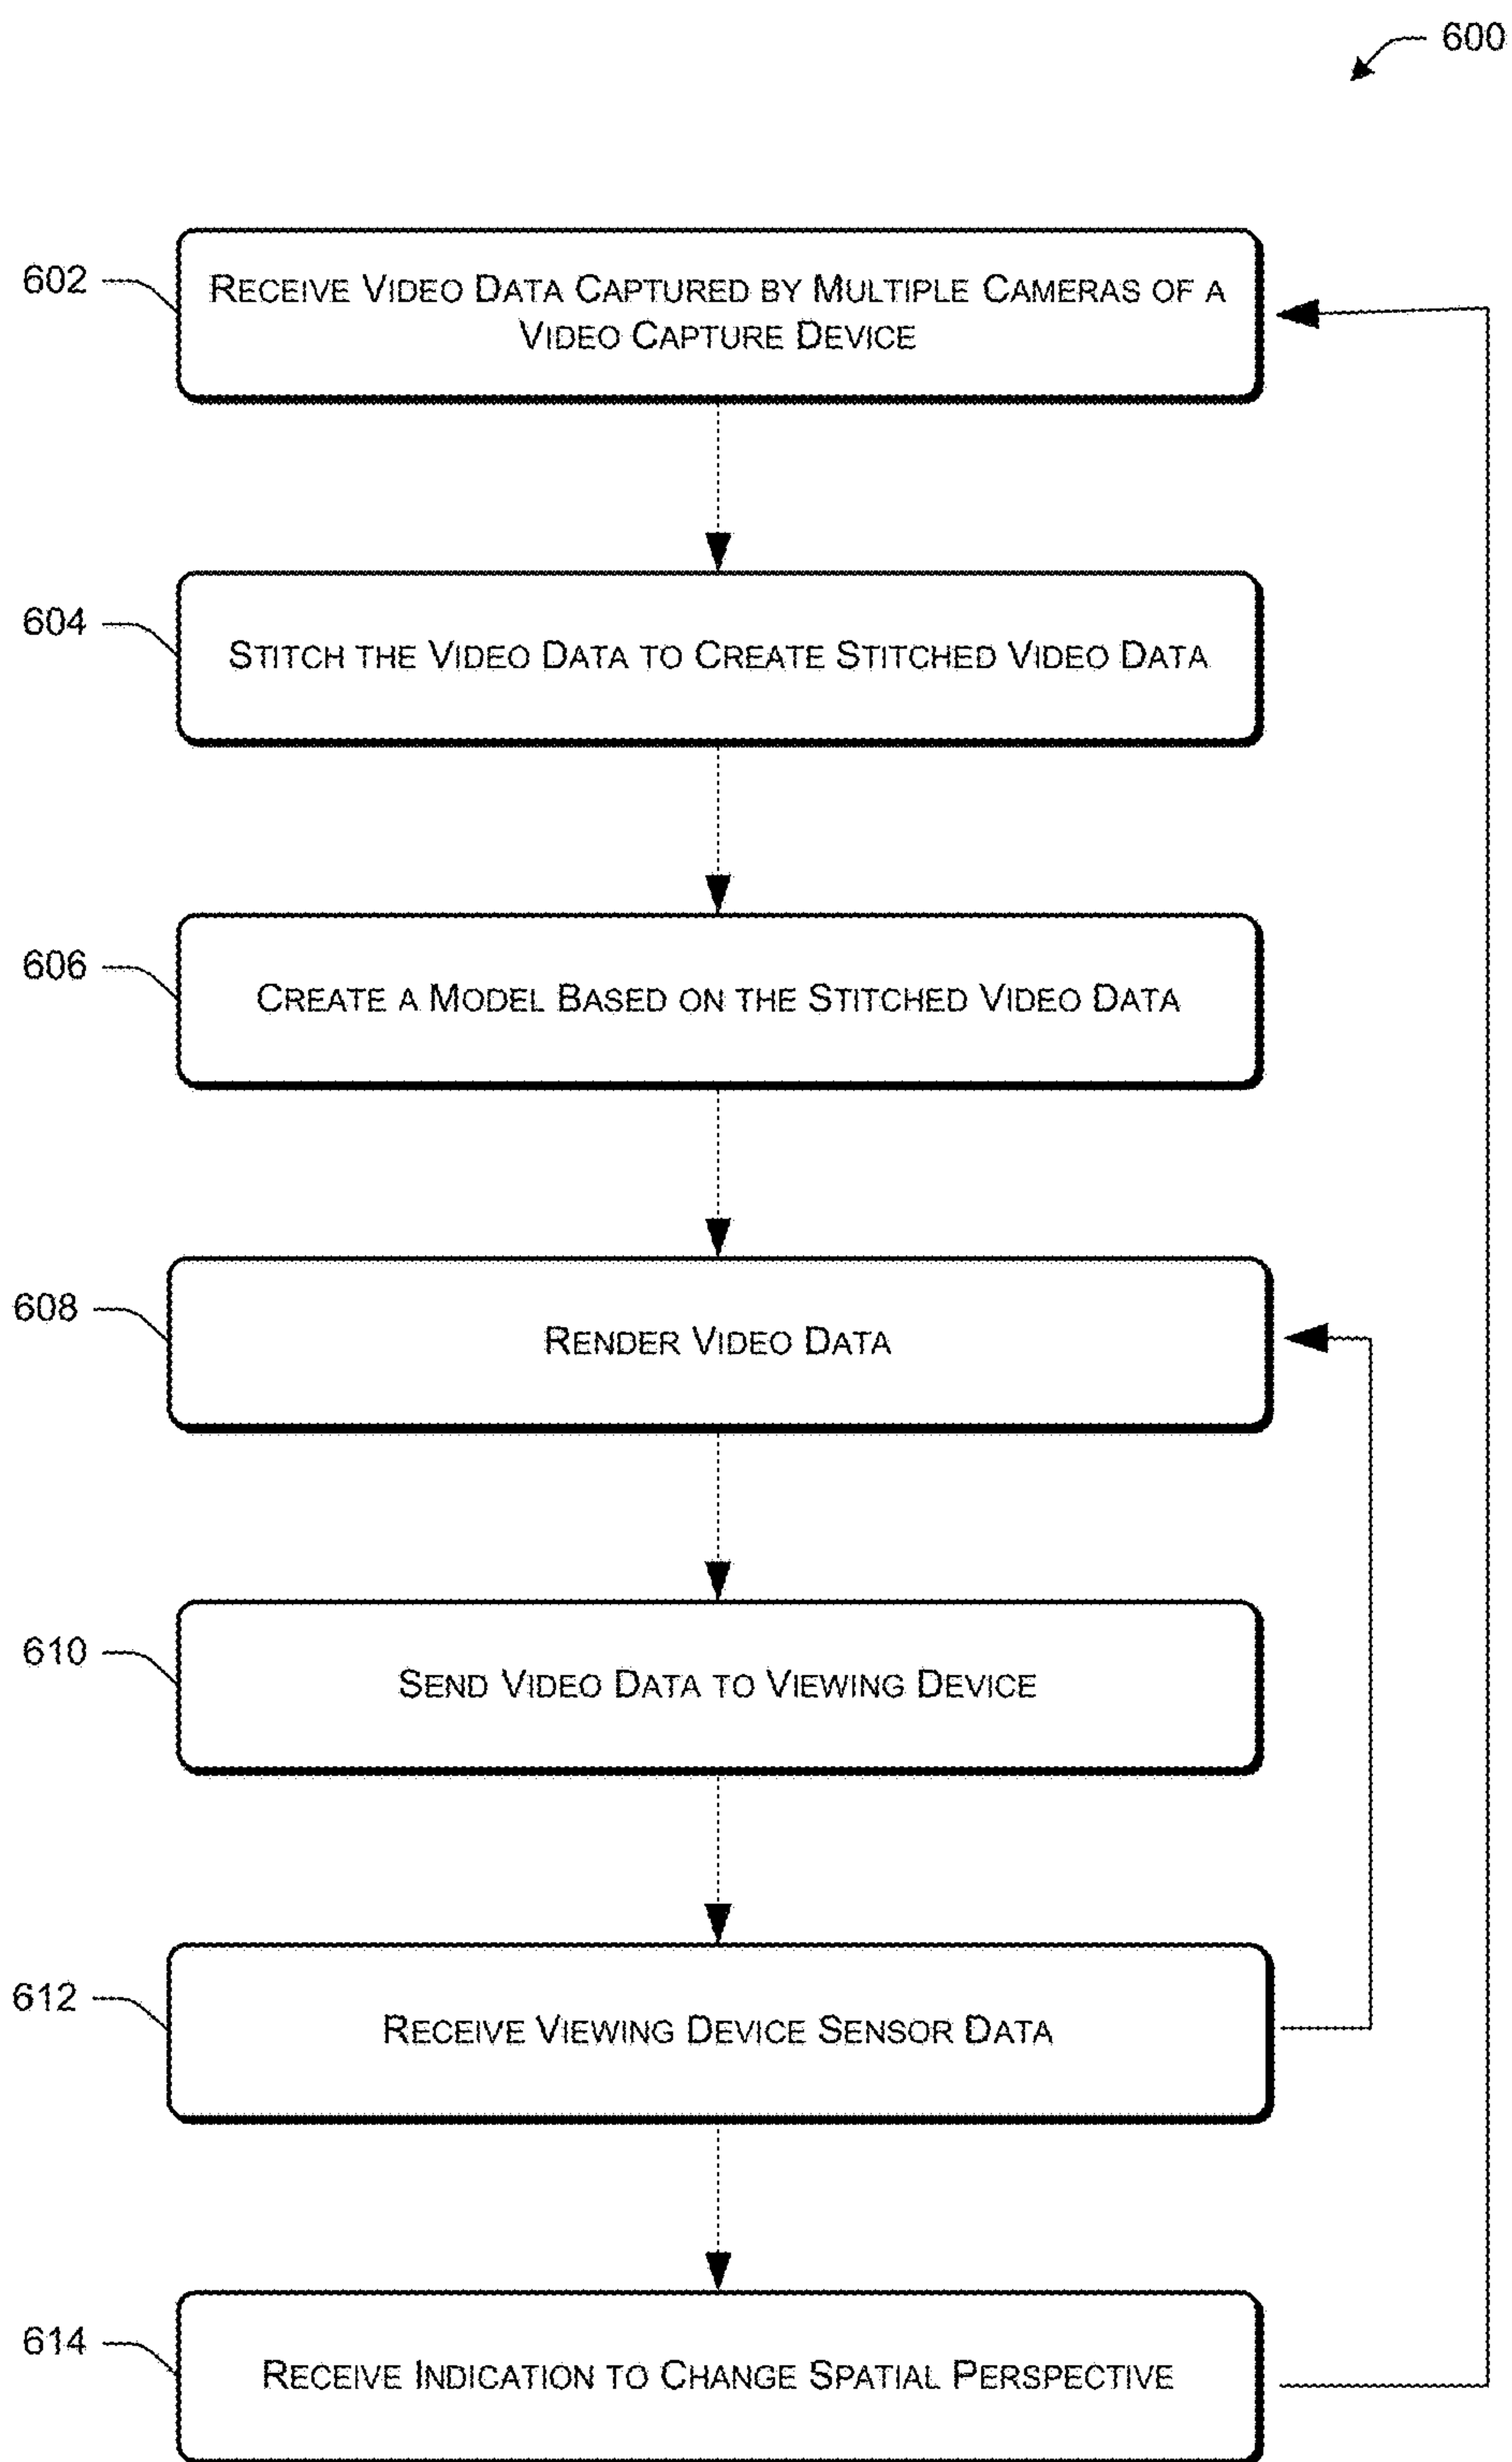 600
602
RECEIVE VIDEO DATA CAPTURED BY MULTIPLE CAMERAS OF A
VIDEO CAPTURE DEVICE
604
STITCH THE VIDEO DATA TO CREATE STITCHED VIDEO DATA
606
CREATE A MODEL BASED ON THE STITCHED VIDEO DATA
608
RENDER VIDEO DATA
610
SEND VIDEO DATA TO VIEWING DEVICE
612
RECEIVE VIEWING DEVICE SENSOR DATA
614
RECEIVE INDICATION TO CHANGE SPATIAL PERSPECTIVE